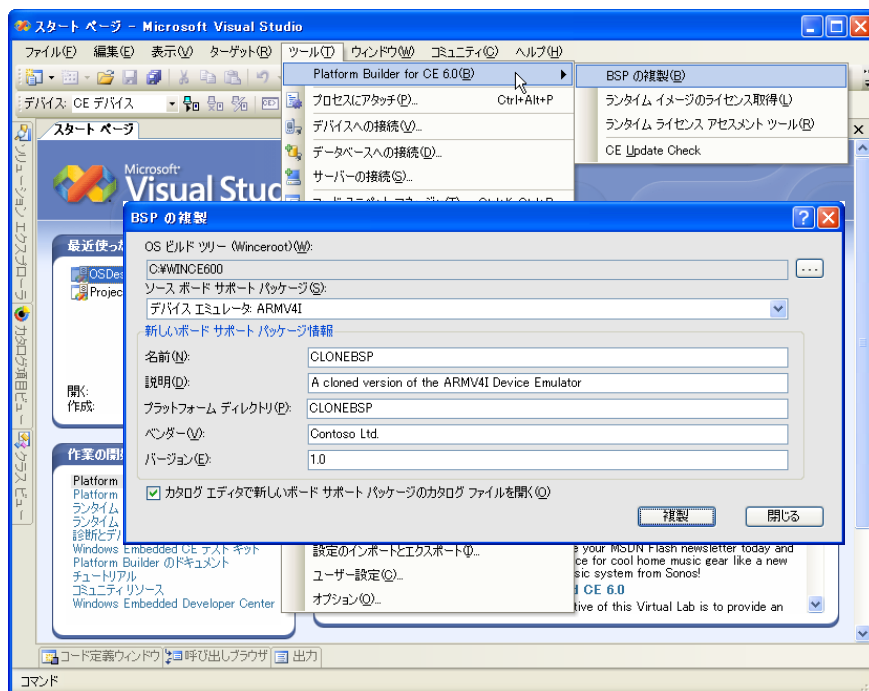 スタート ページ - Microsoft Visual Studio
ファイル(F) 編集(E) 表示(V) ターゲット(R) ツール(T) ウィンドウ(W) コミュニティ(C) ヘルプ(H)
Platform Builder for CE 6.0(B)
BSP の複製(B)
デバイス: CE デバイス
プロセスにアタッチ(P)... Ctrl+Alt+P
ランタイム イメージのライセンス取得(L)
スタート ページ
デバイスへの接続(V)...
ランタイム ライセンス アセスメント ツール(R)
データベースへの接続(D)...
CE Update Check
サーバーの接続(S)...
Microsoft
Visual Stuc
ソリューション エクスプローラ
カタログ項目ビュー
クラス ビュー
BSP の複製
最近使った
OSDes
Projec
開く:
作成:
OS ビルド ツリー (Winceroot)(W):
C:¥WINCE600
...
ソース ボード サポート パッケージ(S):
デバイス エミュレータ: ARMV4I
新しいボード サポート パッケージ情報
名前(N): CLONEBSP
説明(D): A cloned version of the ARMV4I Device Emulator
プラットフォーム ディレクトリ(P): CLONEBSP
ベンダー(V): Contoso Ltd.
バージョン(E): 1.0
カタログ エディタで新しいボード サポート パッケージのカタログ ファイルを開く(O)
複製 閉じる
作業の開
Platform
Platform
ランタイム
ランタイム
診断とデバ
Windows Embedded CE テスト キット
Platform Builder のドキュメント
チュートリアル
コミュニティ リソース
Windows Embedded Developer Center
設定のインポートとエクスポート(I)...
ユーザー設定(C)...
オプション(O)...
your MSDN Flash newsletter today and
ce for cool home music gear like a new
sic system from Sonos!
CE 6.0
tive of this Virtual Lab is to provide an
コード定義ウィンドウ 呼び出しブラウザ 出力
コマンド